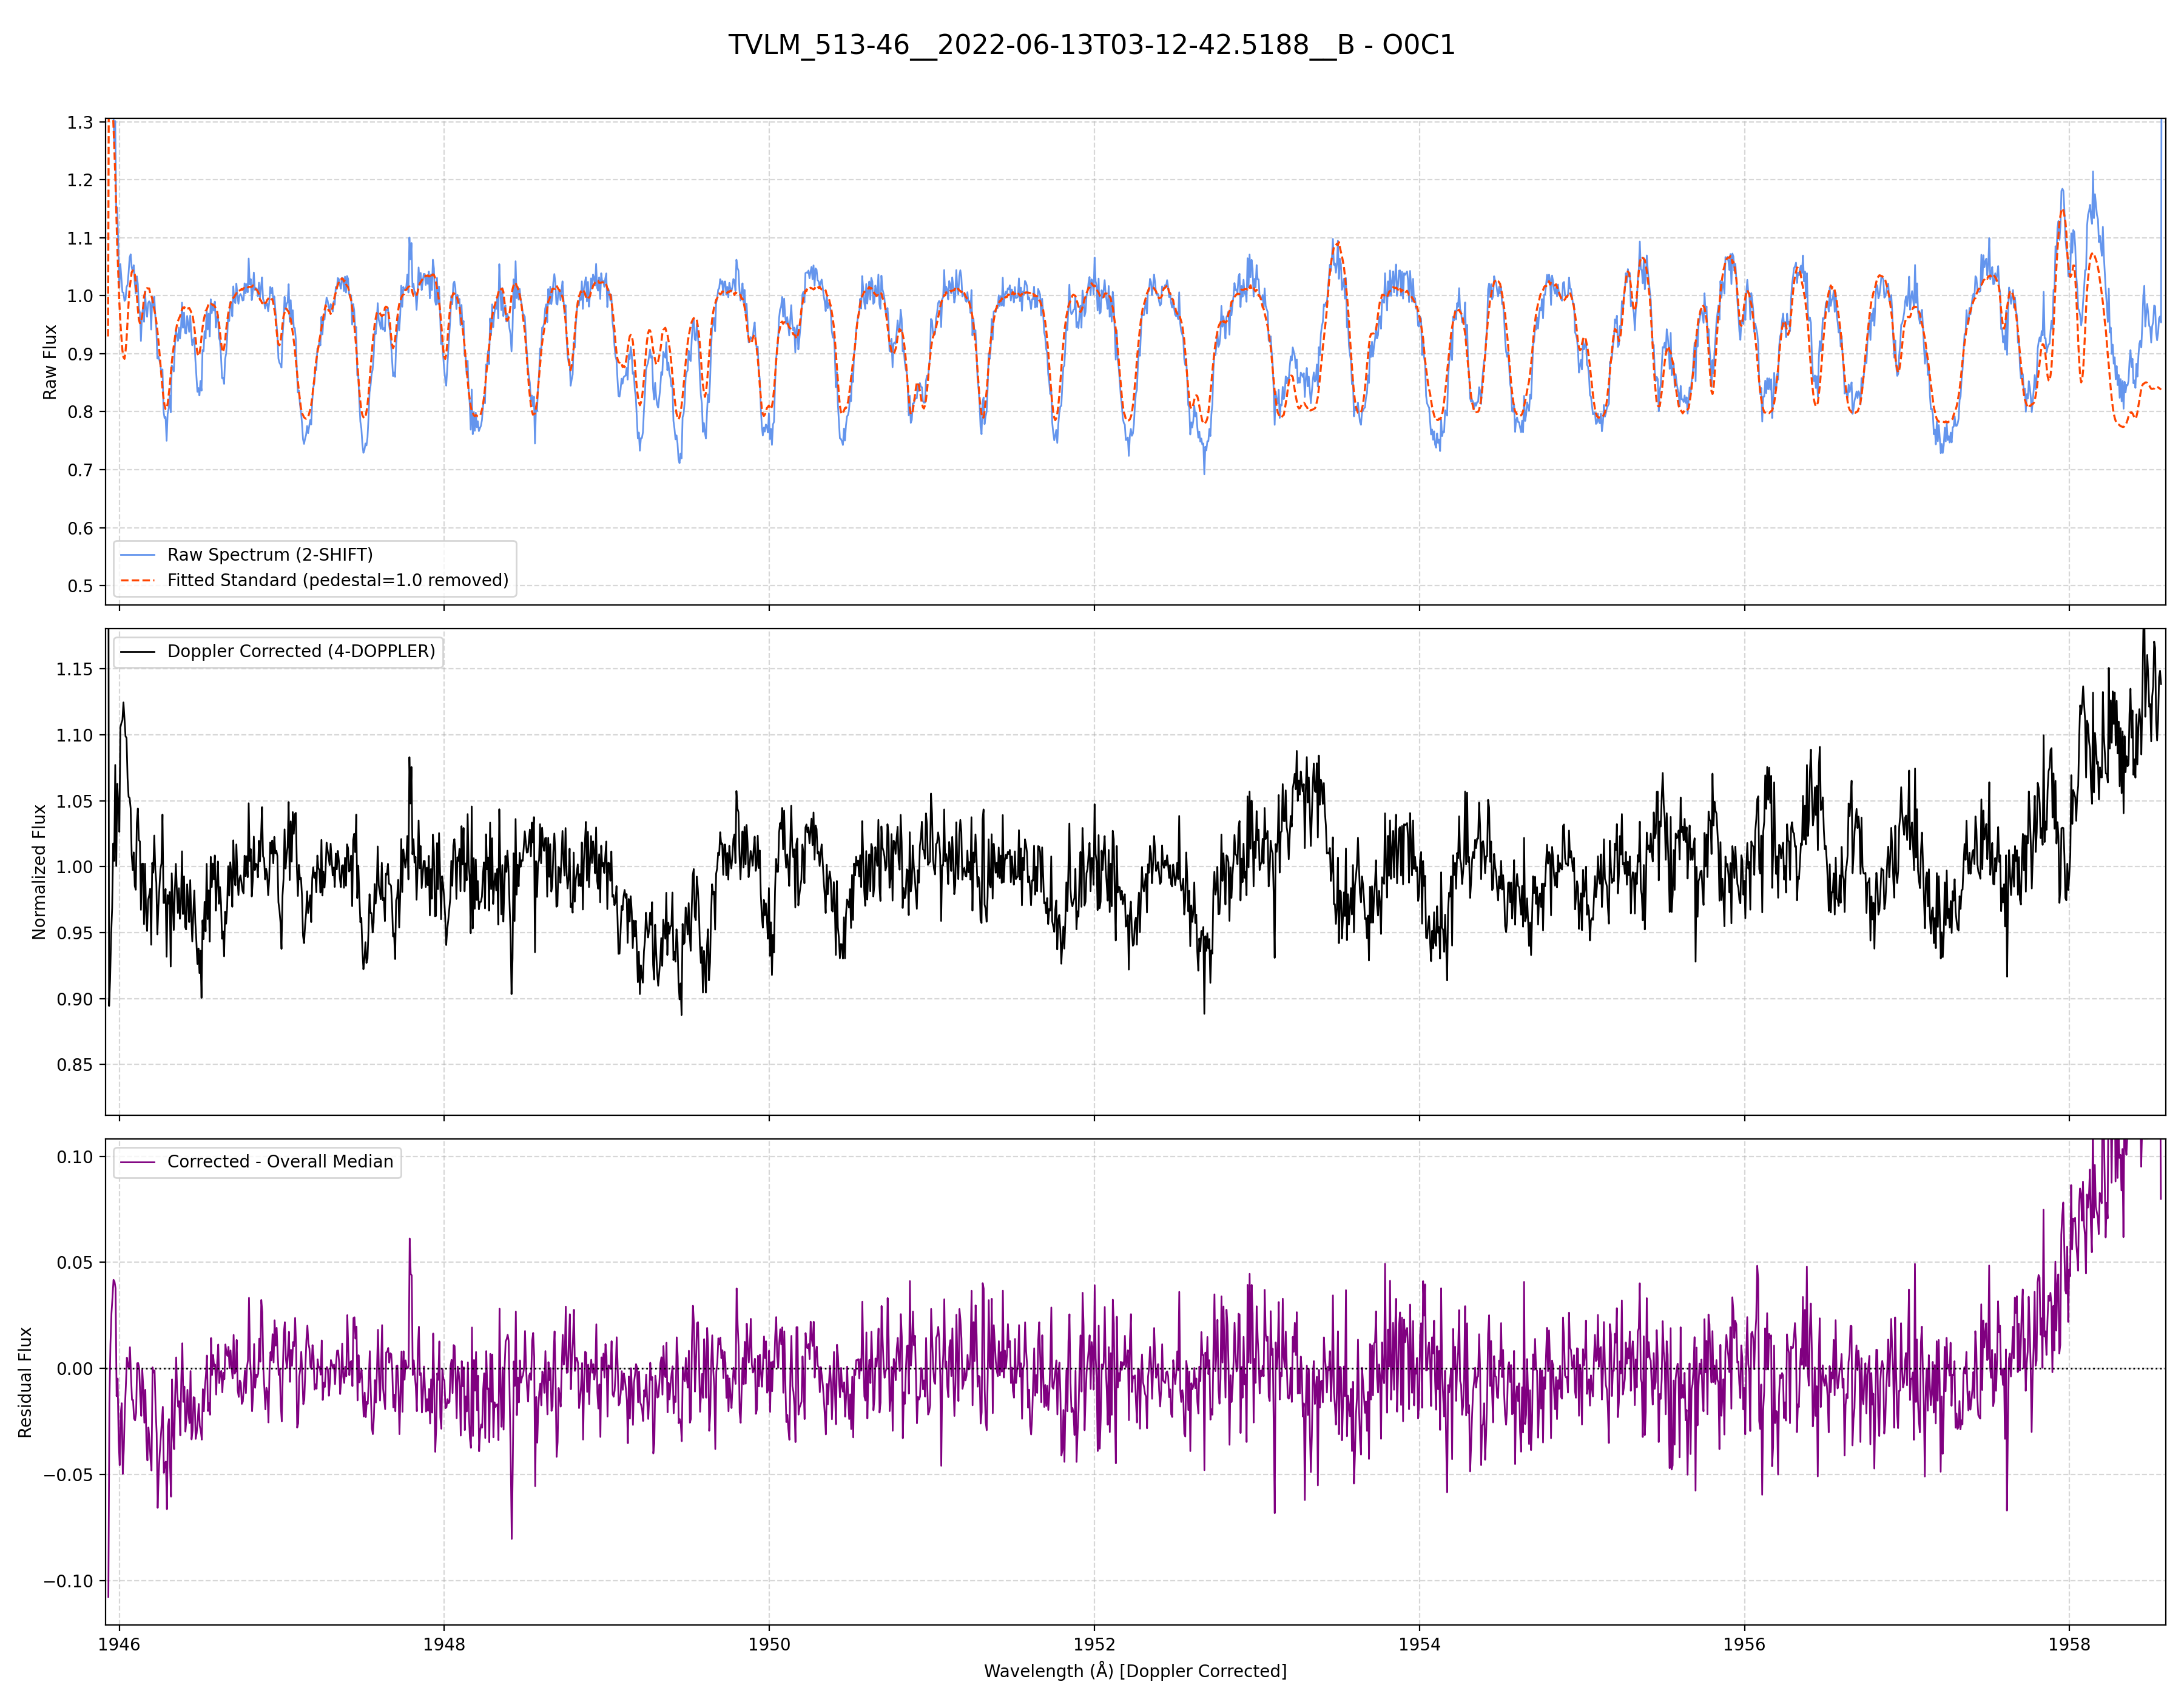 TVLM_513-46__2022-06-13T03-12-42.5188__B - O0C1
1.3
1.2
1.1
1.0
0.9
0.8
0.7
0.6
0.5
Raw Flux
Raw Spectrum (2-SHIFT)
Fitted Standard (pedestal=1.0 removed)
1.15
1.10
1.05
1.00
0.95
0.90
0.85
Normalized Flux
Doppler Corrected (4-DOPPLER)
0.10
0.05
0.00
−0.05
−0.10
Residual Flux
Corrected - Overall Median
1946 1948 1950 1952 1954 1956 1958
Wavelength (Å) [Doppler Corrected]